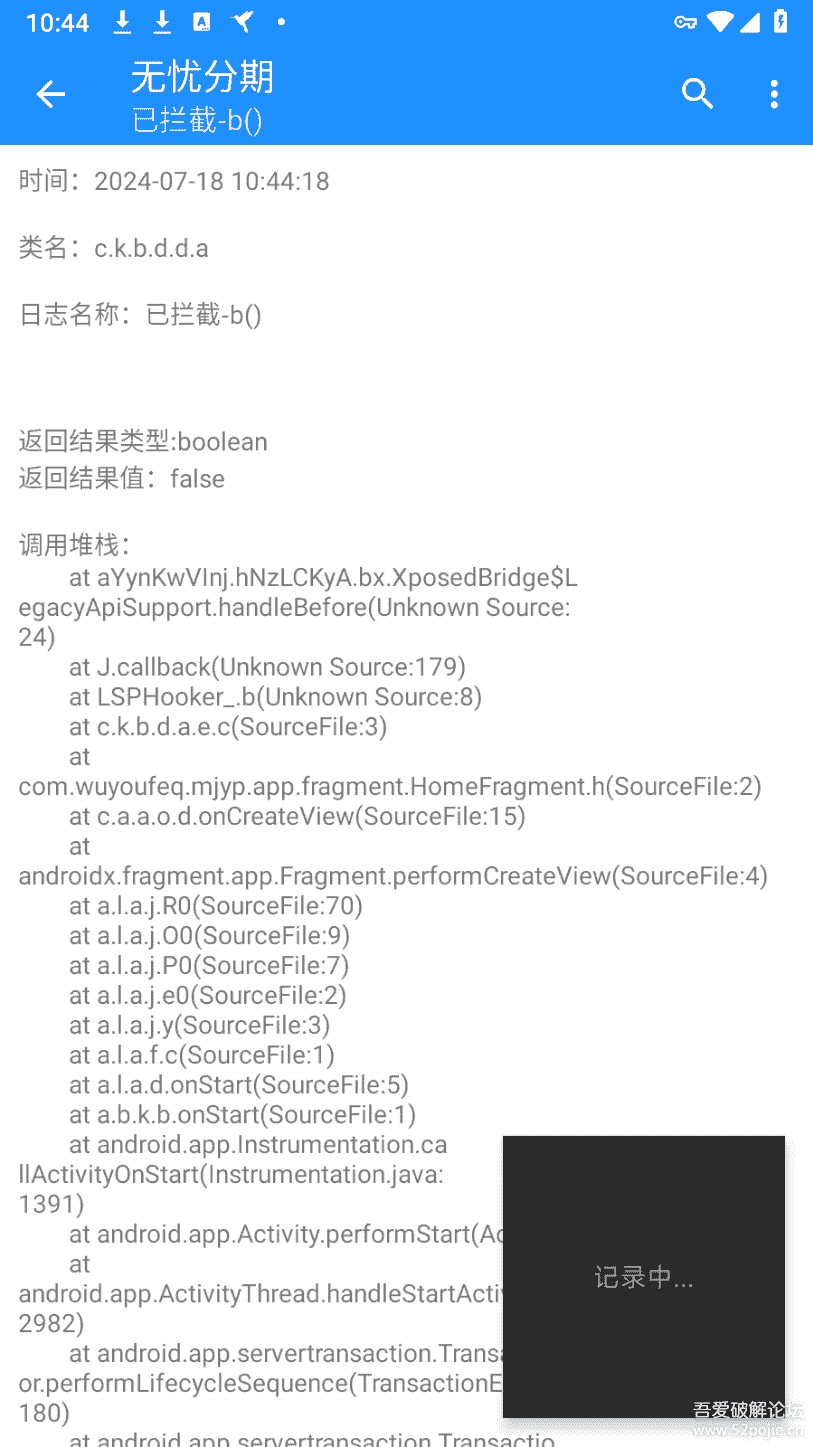 10:44
无忧分期
已拦截-b()
时间：2024-07-18 10:44:18
类名：c.k.b.d.d.a
日志名称：已拦截-b()
返回结果类型:boolean
返回结果值：false
调用堆栈：
at aYynKwVInj.hNzLCKyA.bx.XposedBridge$L
egacyApiSupport.handleBefore(Unknown Source:
24)
at J.callback(Unknown Source:179)
at LSPHooker_.b(Unknown Source:8)
at c.k.b.d.a.e.c(SourceFile:3)
at
com.wuyoufeq.mjyp.app.fragment.HomeFragment.h(SourceFile:2)
at c.a.a.o.d.onCreateView(SourceFile:15)
at
androidx.fragment.app.Fragment.performCreateView(SourceFile:4)
at a.l.a.j.R0(SourceFile:70)
at a.l.a.j.O0(SourceFile:9)
at a.l.a.j.P0(SourceFile:7)
at a.l.a.j.e0(SourceFile:2)
at a.l.a.j.y(SourceFile:3)
at a.l.a.f.c(SourceFile:1)
at a.l.a.d.onStart(SourceFile:5)
at a.b.k.b.onStart(SourceFile:1)
at android.app.Instrumentation.ca
llActivityOnStart(Instrumentation.java:
1391)
at android.app.Activity.performStart(Ac
at
android.app.ActivityThread.handleStartActiv
2982)
at android.app.servertransaction.Transa
or.performLifecycleSequence(TransactionE
180)
at android.app.servertransaction.Transactio
记录中...
吾爱破解论坛
www.52pojie.cn